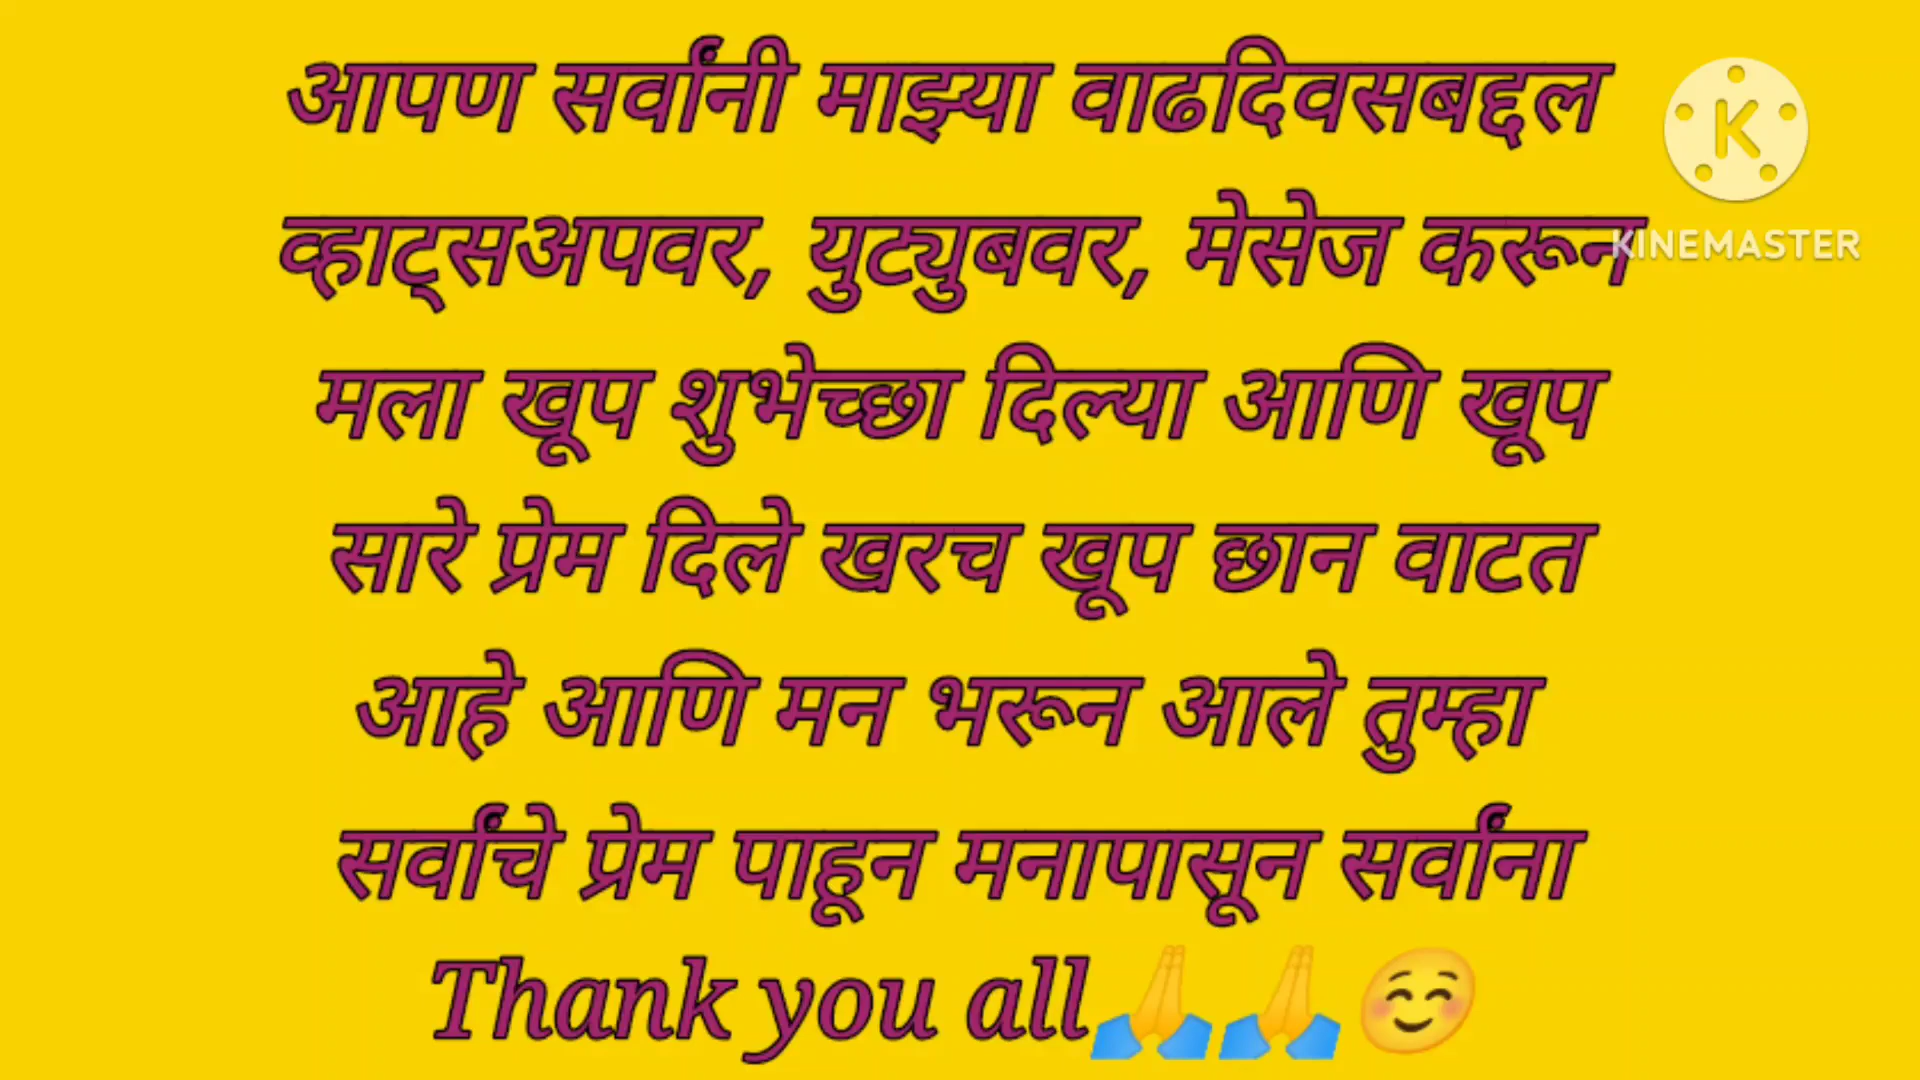 आपण सर्वांनी माझ्या वाढदिवसबद्दल
व्हाट्सअपवर, युट्युबवर, मेसेज करून
मला खूप शुभेच्छा दिल्या आणि खूप
सारे प्रेम दिले खरच खूप छान वाटत
आहे आणि मन भरून आले तुम्हा
सर्वांचे प्रेम पाहून मनापासून सर्वांना
Thank you all🙏🙏☺️
K
KINEMASTER